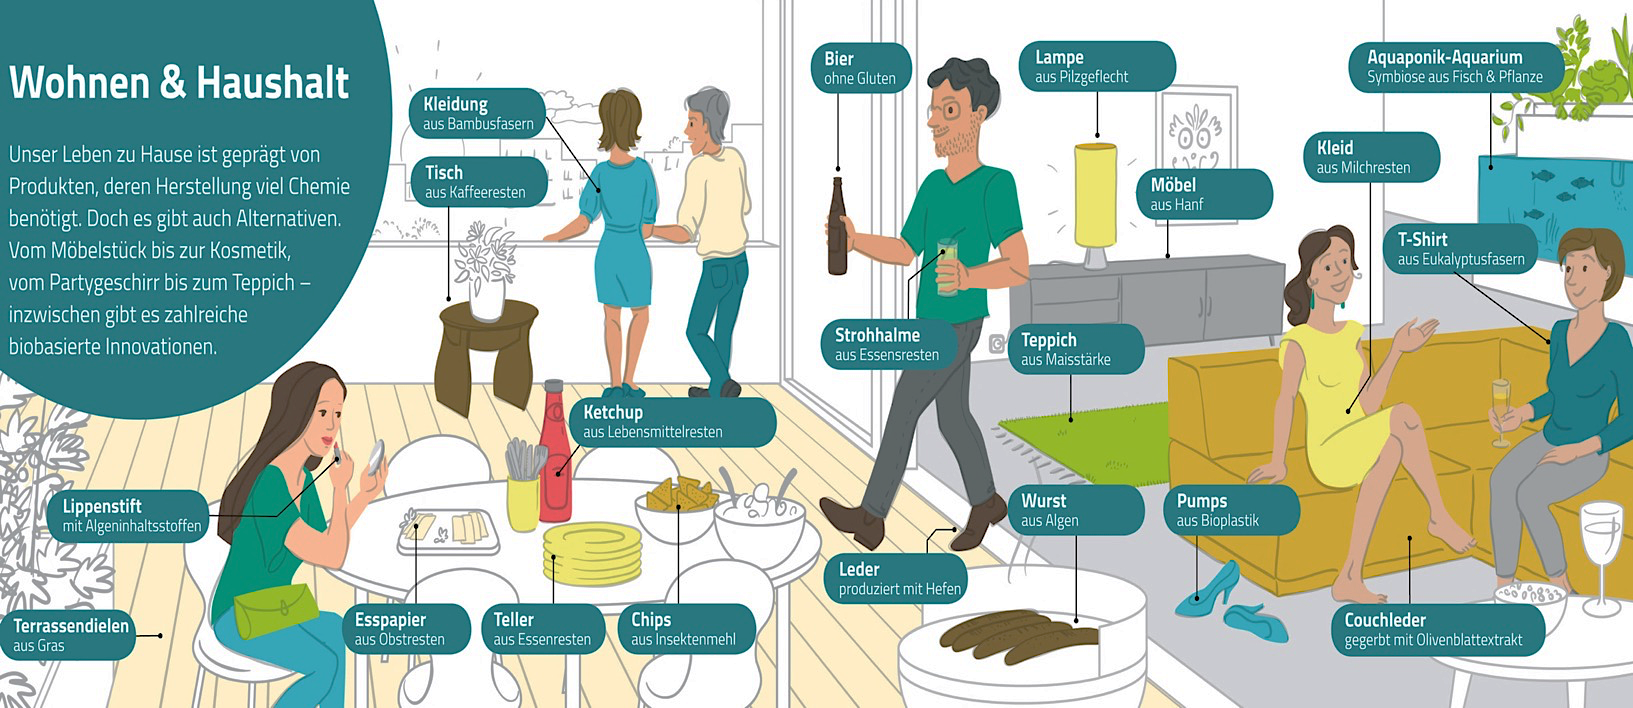 Wohnen & Haushalt
Unser Leben zu Hause ist geprägt von
Produkten, deren Herstellung viel Chemie
benötigt. Doch es gibt auch Alternativen.
Vom Möbelstück bis zur Kosmetik,
vom Partygeschirr bis zum Teppich –
inzwischen gibt es zahlreiche
biobasierte Innovationen.
Kleidung
aus Bambusfasern
Tisch
aus Kaffeeresten
Bier
ohne Gluten
Lampe
aus Pilzgeflecht
Möbel
aus Hanf
Aquaponik-Aquarium
Symbiose aus Fisch & Pflanze
Kleid
aus Milchresten
T-Shirt
aus Eukalyptusfasern
Strohhalme
aus Essensresten
Teppich
aus Maisstärke
Ketchup
aus Lebensmittelresten
Lippenstift
mit Algeninhaltsstoffen
Wurst
aus Algen
Pumps
aus Bioplastik
Leder
produziert mit Hefen
Terrassendielen
aus Gras
Esspapier
aus Obstresten
Teller
aus Essenresten
Chips
aus Insektenmehl
Couchleder
gegerbt mit Olivenblattextrakt